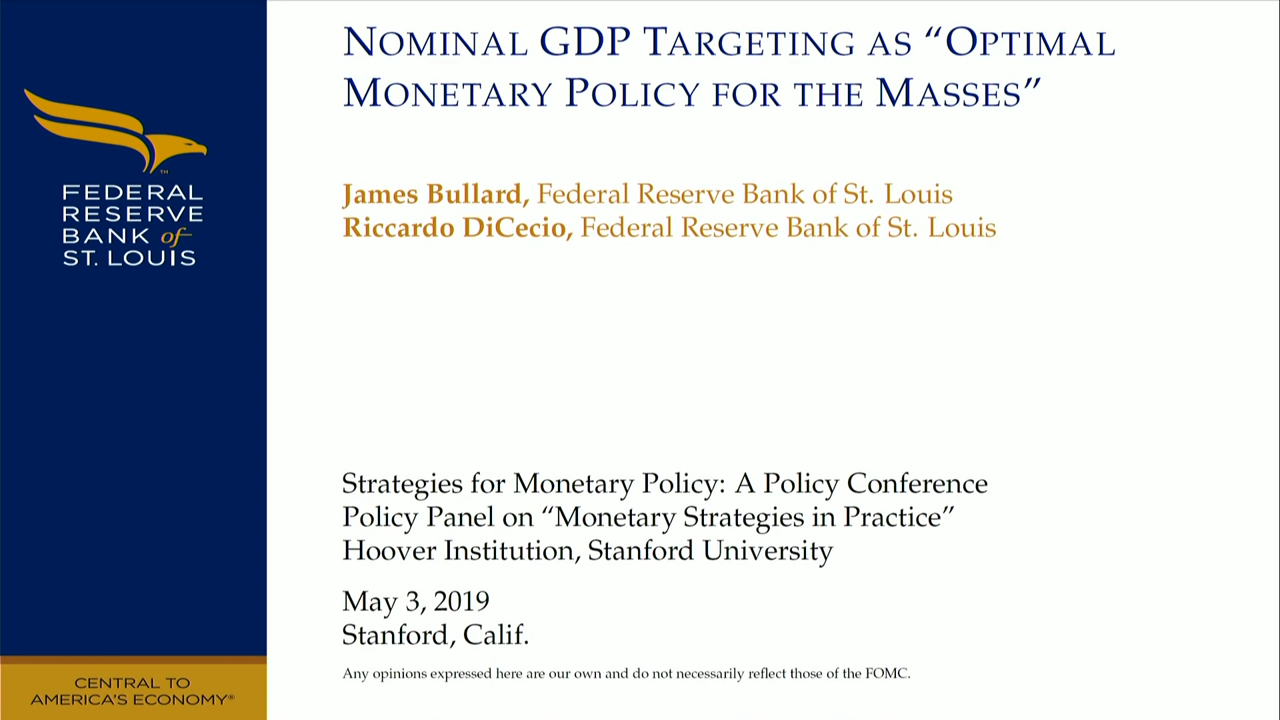 NOMINAL GDP TARGETING AS “OPTIMAL
MONETARY POLICY FOR THE MASSES”
James Bullard, Federal Reserve Bank of St. Louis
Riccardo DiCecio, Federal Reserve Bank of St. Louis
Strategies for Monetary Policy: A Policy Conference
Policy Panel on “Monetary Strategies in Practice”
Hoover Institution, Stanford University
May 3, 2019
Stanford, Calif.
Any opinions expressed here are our own and do not necessarily reflect those of the FOMC.
TM
FEDERAL
RESERVE
BANK of
ST. LOUIS
CENTRAL TO
AMERICA’S ECONOMY®